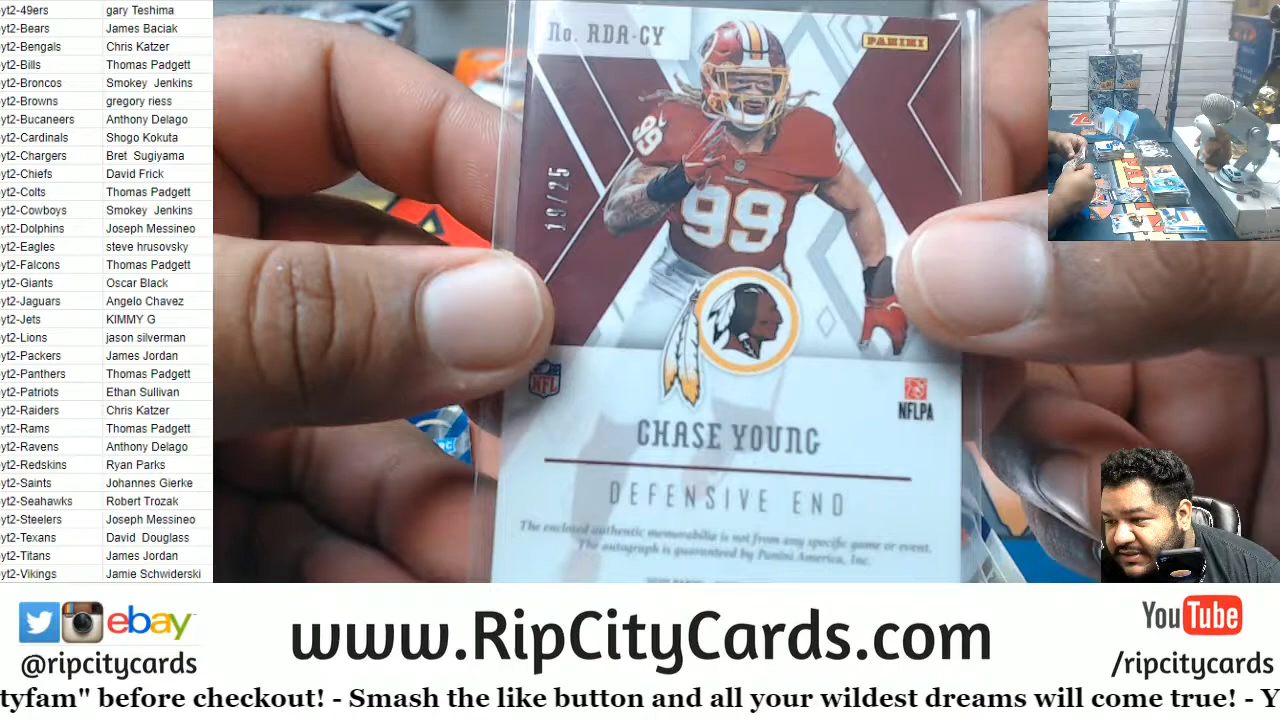 yt2-49ers gary Teshima
yt2-Bears James Baciak
yt2-Bengals Chris Katzer
yt2-Bills Thomas Padgett
yt2-Broncos Smokey Jenkins
yt2-Browns gregory riess
yt2-Bucaneers Anthony Delago
yt2-Cardinals Shogo Kokuta
yt2-Chargers Bret Sugiyama
yt2-Chiefs David Frick
yt2-Colts Thomas Padgett
yt2-Cowboys Smokey Jenkins
yt2-Dolphins Joseph Messineo
yt2-Eagles steve hrusovsky
yt2-Falcons Thomas Padgett
yt2-Giants Oscar Black
yt2-Jaguars Angelo Chavez
yt2-Jets KIMMY G
yt2-Lions jason silverman
yt2-Packers James Jordan
yt2-Panthers Thomas Padgett
yt2-Patriots Ethan Sullivan
yt2-Raiders Chris Katzer
yt2-Rams Thomas Padgett
yt2-Ravens Anthony Delago
yt2-Redskins Ryan Parks
yt2-Saints Johannes Gierke
yt2-Seahawks Robert Trozak
yt2-Steelers Joseph Messineo
yt2-Texans David Douglass
yt2-Titans James Jordan
yt2-Vikings Jamie Schwiderski
No. RDA-CY
PANINI
19/25
99
99
NFL
NFLPA
CHASE YOUNG
DEFENSIVE END
The enclosed authentic memorabilia is not from any specific game or event.
The autograph is guaranteed by Panini America, Inc.
ebay
@ripcitycards
www.RipCityCards.com
YouTube
/ripcitycards
tyfam" before checkout! - Smash the like button and all your wildest dreams will come true! - Y